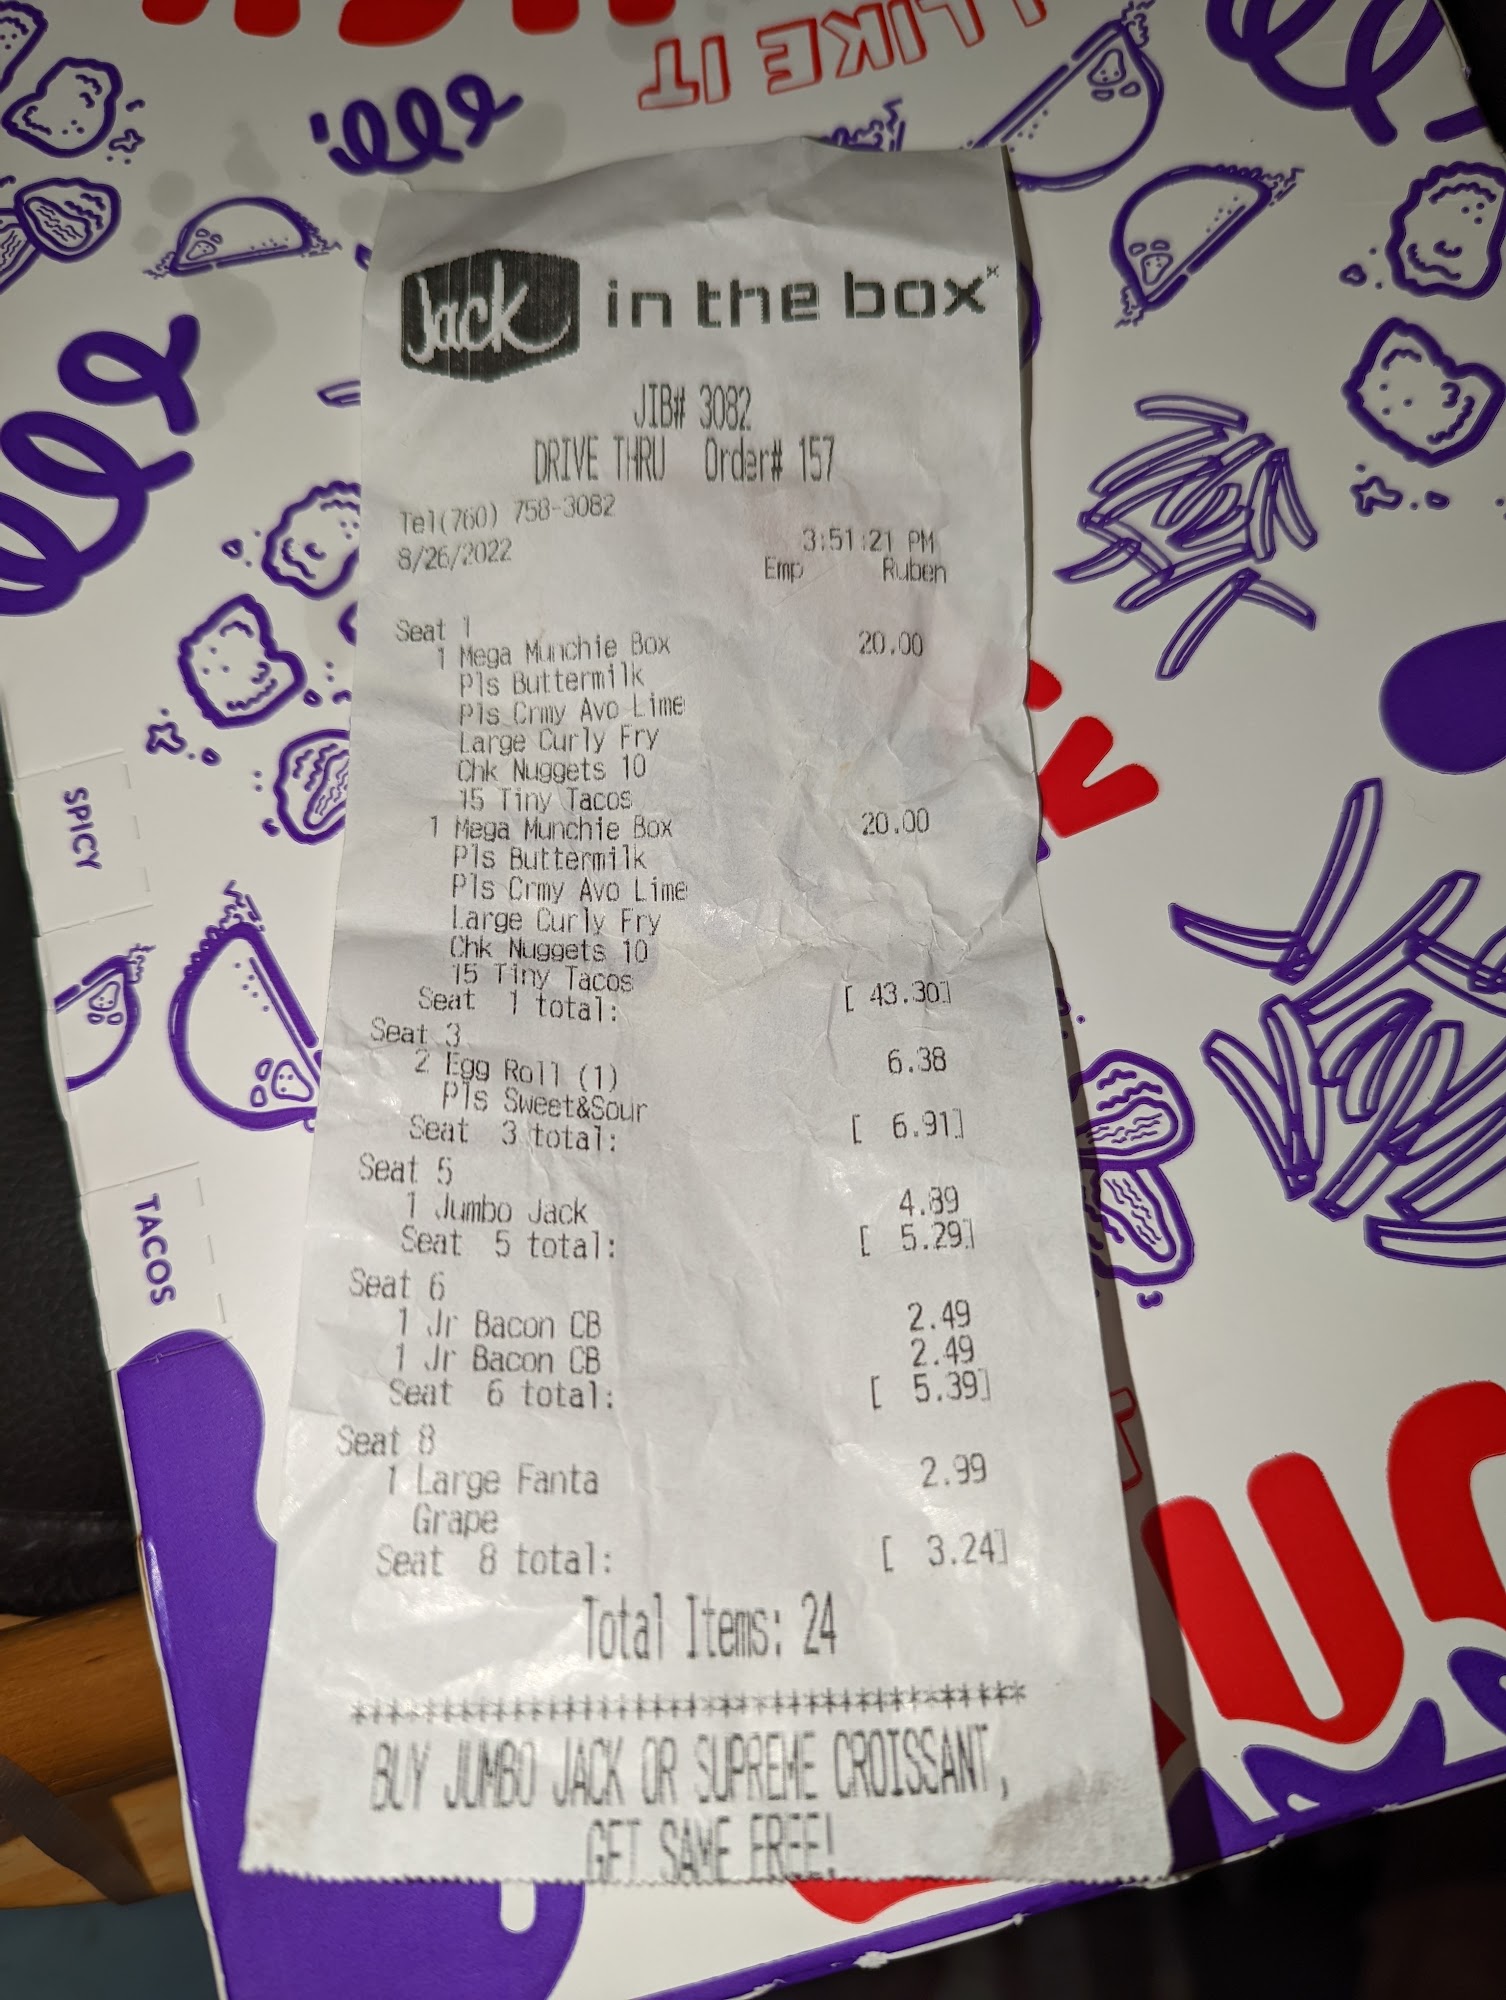 LIKE IT
Jack in the box
JIB# 3082
DRIVE THRU Order# 157
Tel(760) 758-3082
8/26/2022 3:51:21 PM
Emp Ruben
Seat 1
1 Mega Munchie Box 20.00
Pls Buttermilk
Pls Crmy Avo Lime
Large Curly Fry
Chk Nuggets 10
15 Tiny Tacos
1 Mega Munchie Box 20.00
Pls Buttermilk
Pls Crmy Avo Lime
Large Curly Fry
Chk Nuggets 10
15 Tiny Tacos
Seat 1 total: [ 43.30]
Seat 3
2 Egg Roll (1) 6.38
Pls Sweet&Sour
Seat 3 total: [ 6.91]
Seat 5
1 Jumbo Jack 4.89
Seat 5 total: [ 5.29]
Seat 6
1 Jr Bacon CB 2.49
1 Jr Bacon CB 2.49
Seat 6 total: [ 5.39]
Seat 8
1 Large Fanta 2.99
Grape
Seat 8 total: [ 3.24]
Total Items: 24
***********************************
BUY JUMBO JACK OR SUPREME CROISSANT,
GET SAME FREE!
SPICY
TACOS